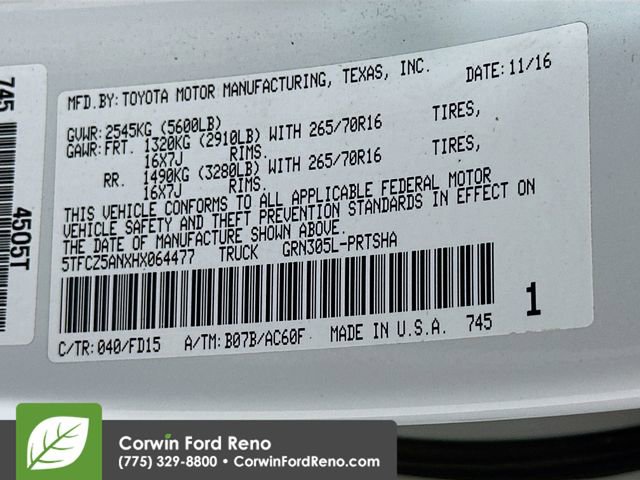 MFD.BY: TOYOTA MOTOR MANUFACTURING, TEXAS, INC. DATE: 11/16
GVWR: 2545KG (5600LB)
GAWR: FRT. 1320KG (2910LB) WITH 265/70R16 TIRES,
16X7J RIMS.
RR. 1490KG (3280LB) WITH 265/70R16 TIRES,
16X7J RIMS.
THIS VEHICLE CONFORMS TO ALL APPLICABLE FEDERAL MOTOR
VEHICLE SAFETY AND THEFT PREVENTION STANDARDS IN EFFECT ON
THE DATE OF MANUFACTURE SHOWN ABOVE.
5TFCZ5ANXHX064477 TRUCK GRN305L-PRTSHA
1
C/TR: 040/FD15 A/TM: B07B/AC60F MADE IN U.S.A. 745
745
4505T
Corwin Ford Reno
(775) 329-8800 • CorwinFordReno.com